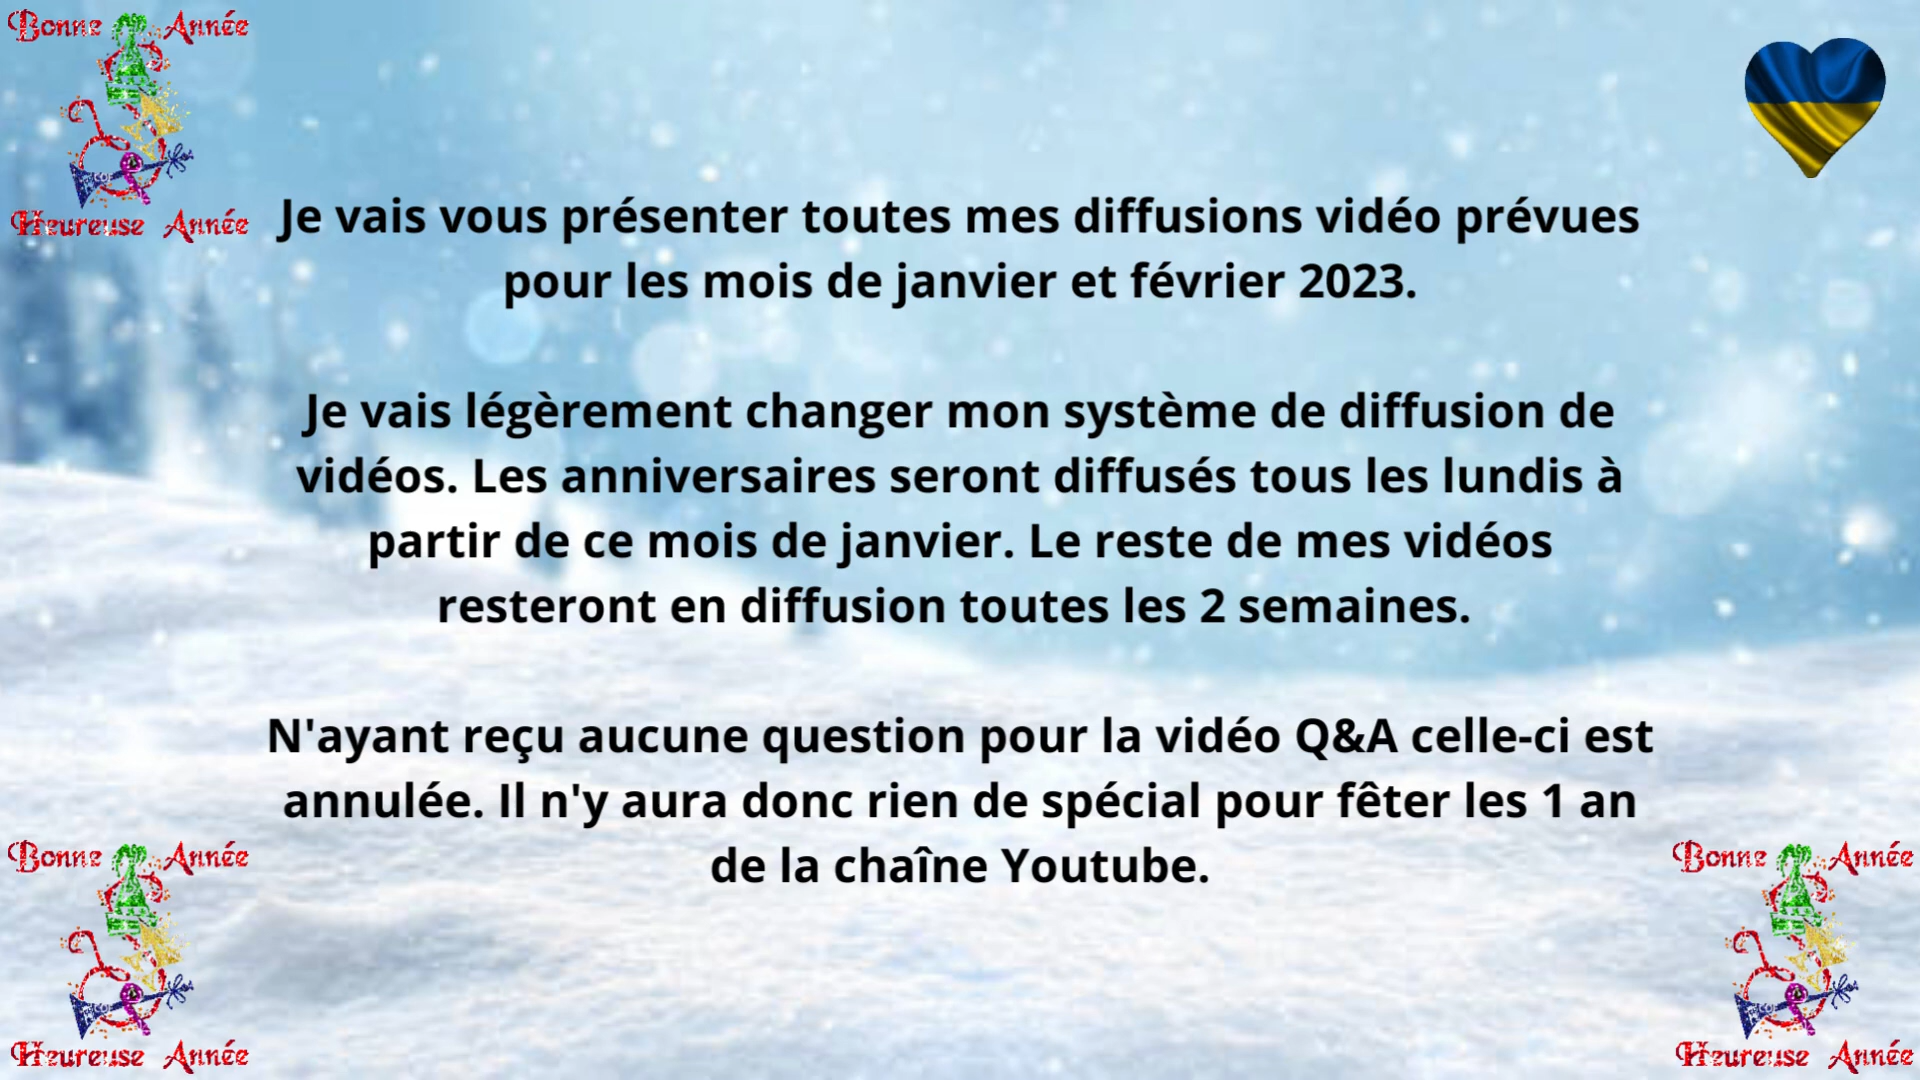 Bonne Année
Heureuse Année
Je vais vous présenter toutes mes diffusions vidéo prévues
pour les mois de janvier et février 2023.
Je vais légèrement changer mon système de diffusion de
vidéos. Les anniversaires seront diffusés tous les lundis à
partir de ce mois de janvier. Le reste de mes vidéos
resteront en diffusion toutes les 2 semaines.
N'ayant reçu aucune question pour la vidéo Q&A celle-ci est
annulée. Il n'y aura donc rien de spécial pour fêter les 1 an
de la chaîne Youtube.
Bonne Année
Heureuse Année
Bonne Année
Heureuse Année